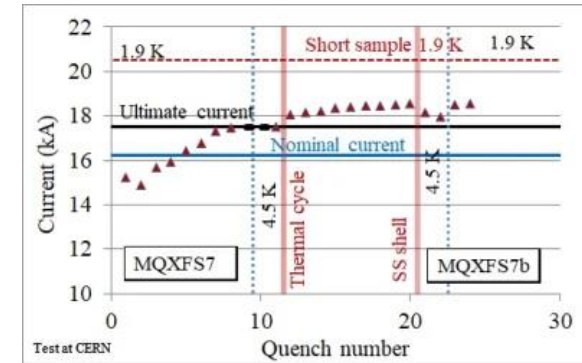 22
20
18
16
14
12
10
Current (kA)
1.9 K
Short sample 1.9 K
1.9 K
Ultimate current
Nominal current
4.5 K
Thermal cycle
SS shell
4.5 K
MQXFS7
MQXFS7b
0
10
20
30
Test at CERN
Quench number